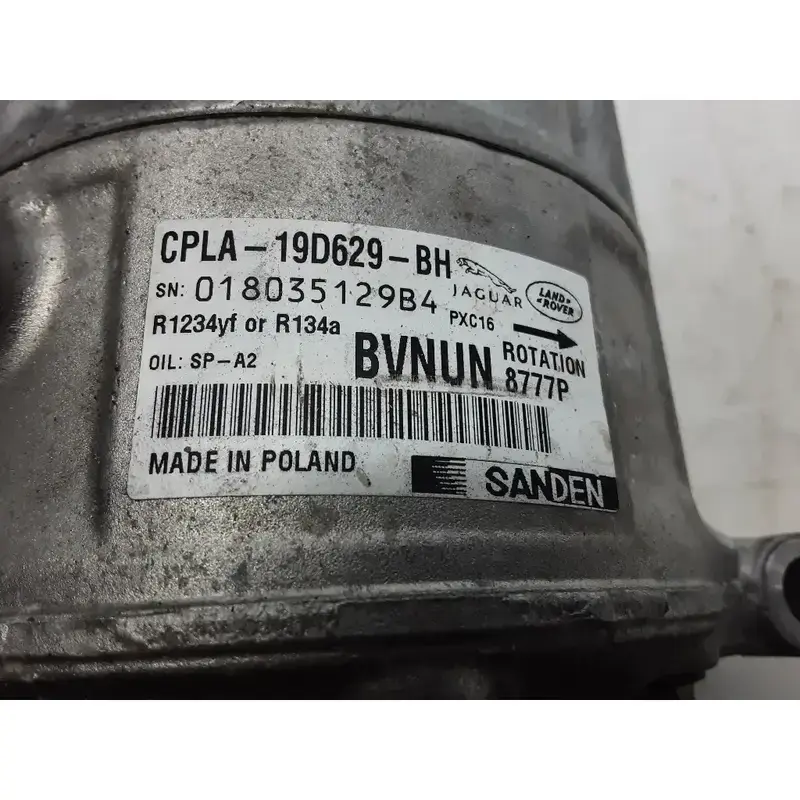 CPLA-19D629-BH
SN: 018035129B4
JAGUAR
LAND ROVER
R1234yf or R134a
PXC16
OIL: SP-A2
BVNUN
ROTATION
8777P
MADE IN POLAND
SANDEN